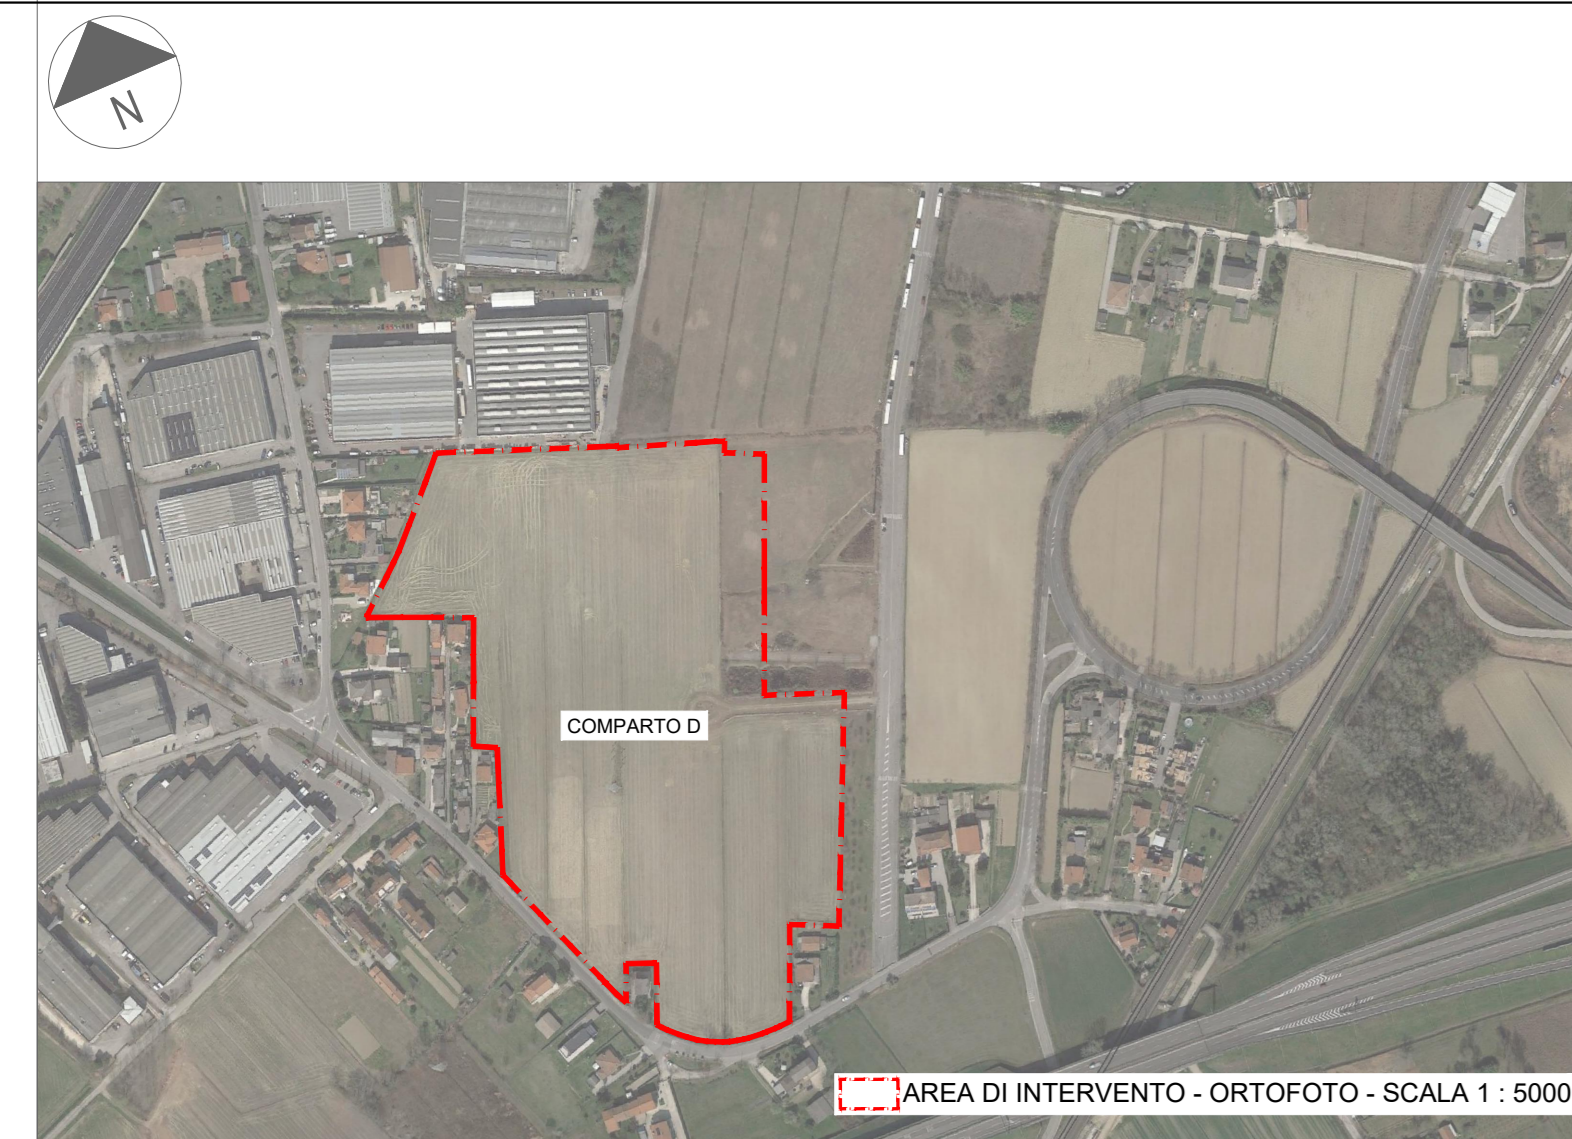 N
COMPARTO D
AREA DI INTERVENTO - ORTOFOTO - SCALA 1 : 5000